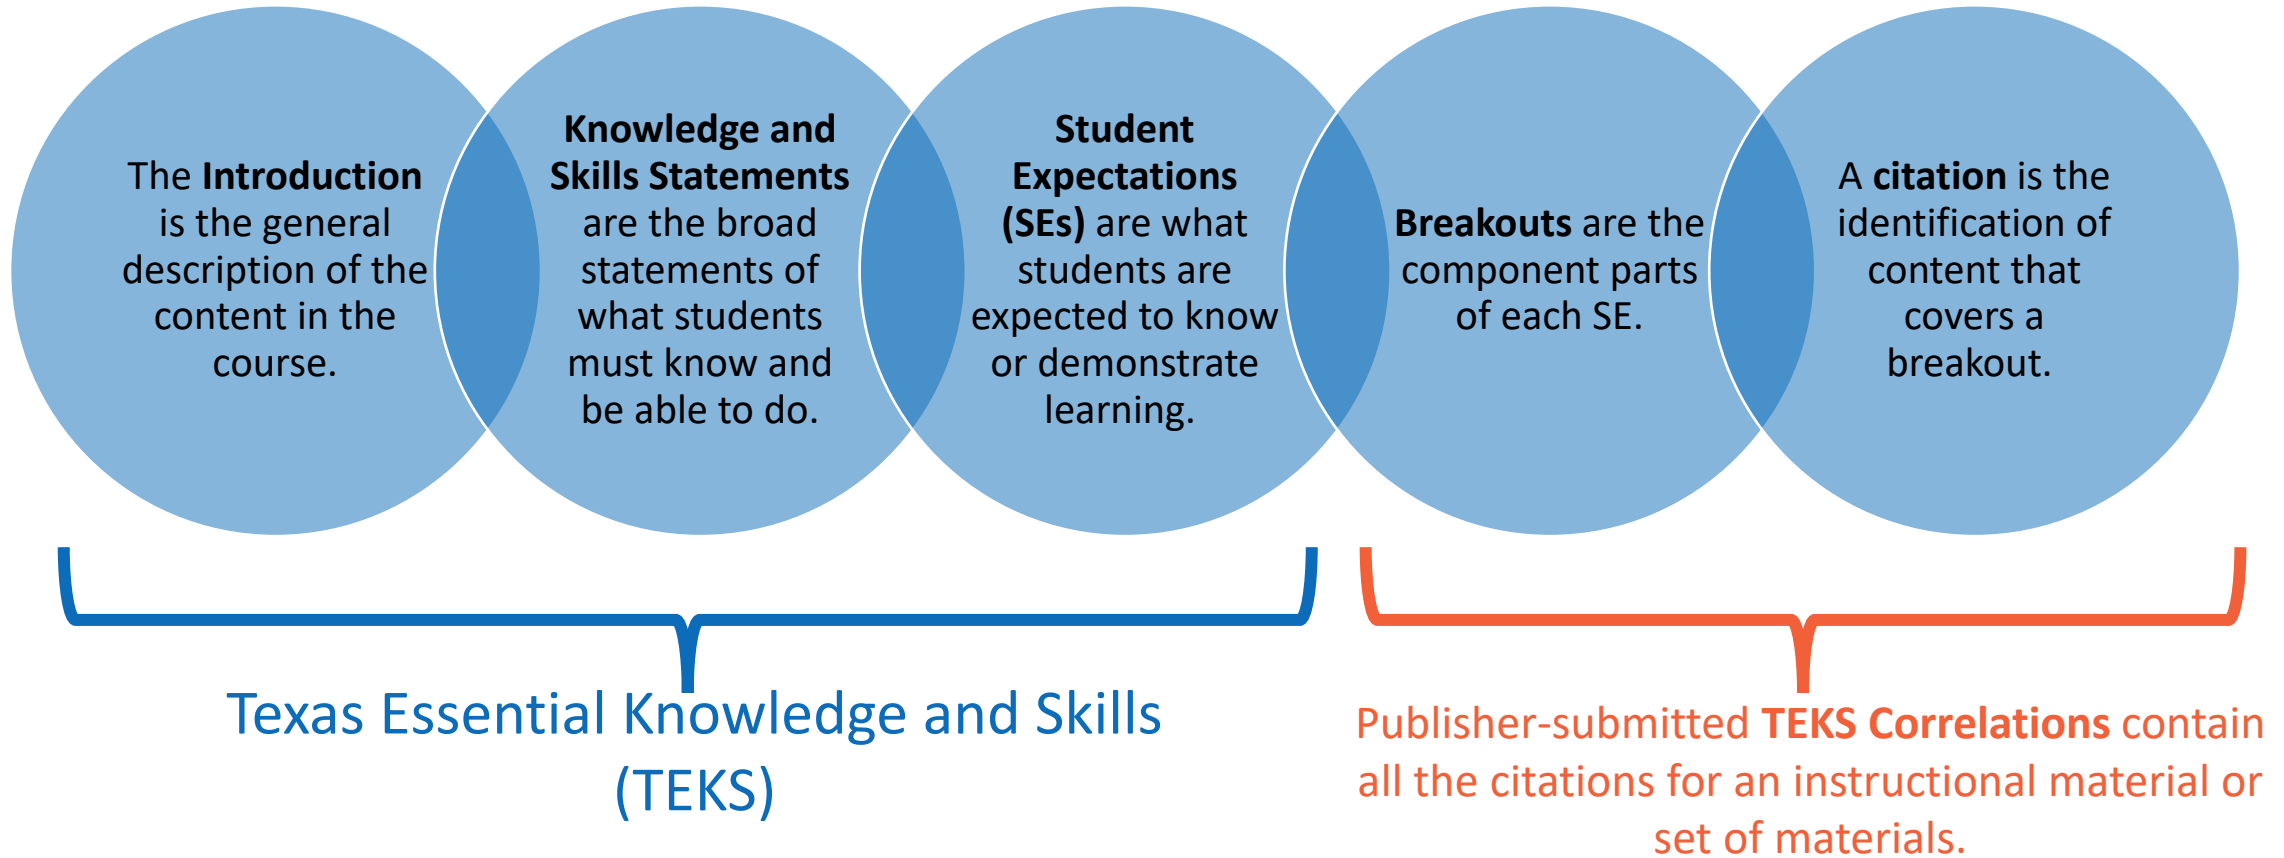 The Introduction
is the general
description of the
content in the
course.
Knowledge and
Skills Statements
are the broad
statements of
what students
must know and
be able to do.
Student
Expectations
(SEs) are what
students are
expected to know
or demonstrate
learning.
Breakouts are the
component parts
of each SE.
A citation is the
identification of
content that
covers a
breakout.
Texas Essential Knowledge and Skills
(TEKS)
Publisher-submitted TEKS Correlations contain
all the citations for an instructional material or
set of materials.